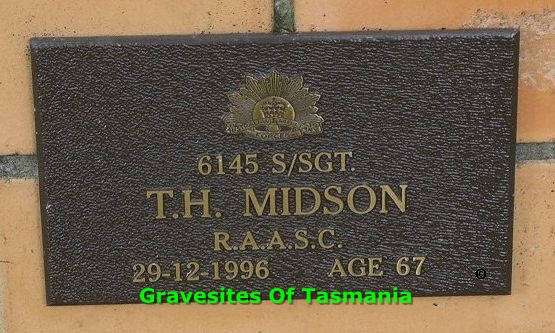 6145 S/SGT.
T.H. MIDSON
R.A.A.S.C.
29-12-1996 AGE 67
Gravesites Of Tasmania